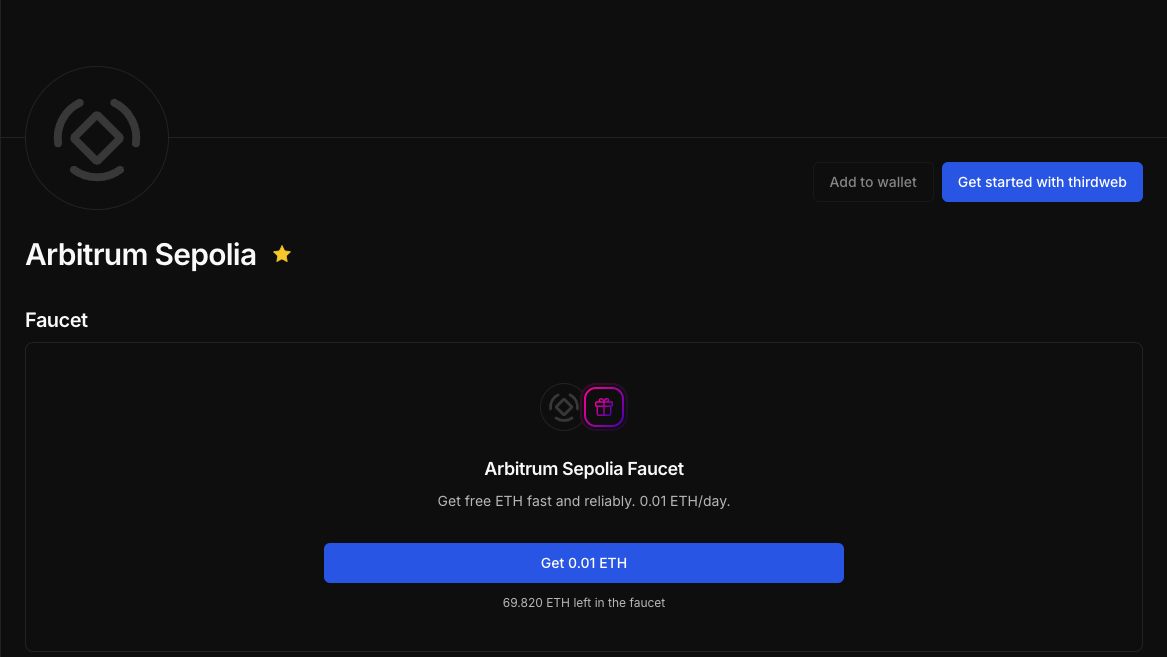 Add to wallet
Get started with thirdweb
Arbitrum Sepolia
Faucet
Arbitrum Sepolia Faucet
Get free ETH fast and reliably. 0.01 ETH/day.
Get 0.01 ETH
69.820 ETH left in the faucet